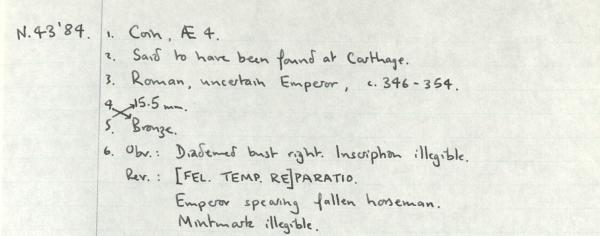 N.43'84. 1. Coin, Æ 4.
2. Said to have been found at Carthage.
3. Roman, uncertain Emperor, c. 346-354.
4. 15.5 mm.
5. Bronze.
6. Obv.: Diademed bust right. Inscription illegible.
Rev.: [FEL. TEMP. RE]PARATIO.
Emperor spearing fallen horseman.
Mintmark illegible.